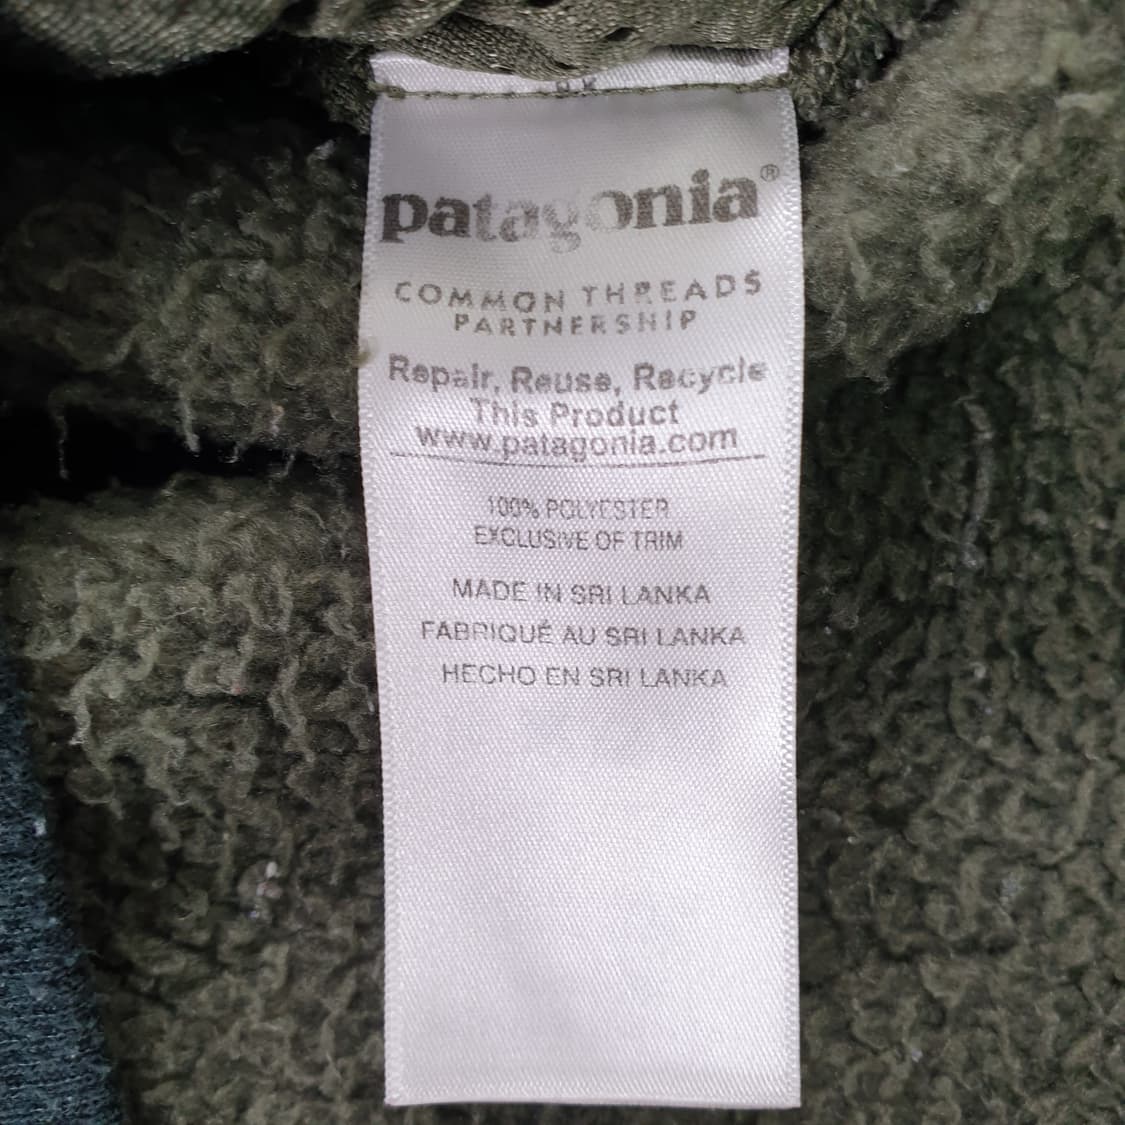 patagonia®
COMMON THREADS
PARTNERSHIP
Repair, Reuse, Recycle
This Product
www.patagonia.com
100% POLYESTER
EXCLUSIVE OF TRIM
MADE IN SRI LANKA
FABRIQUÉ AU SRI LANKA
HECHO EN SRI LANKA